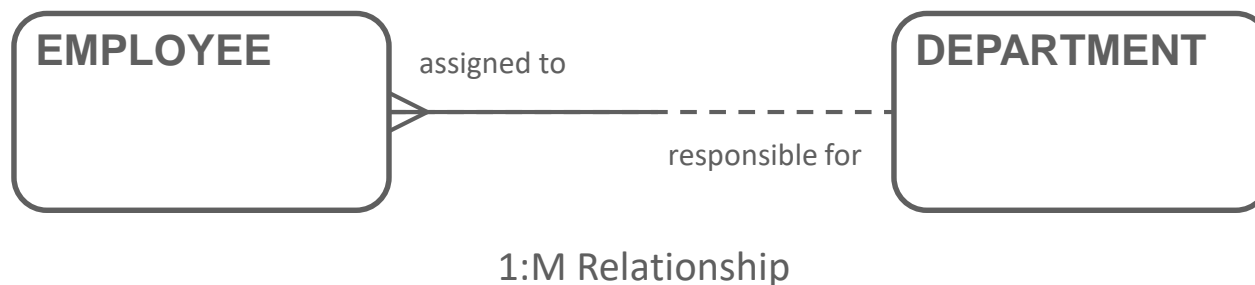 EMPLOYEE
assigned to
DEPARTMENT
responsible for
1:M Relationship